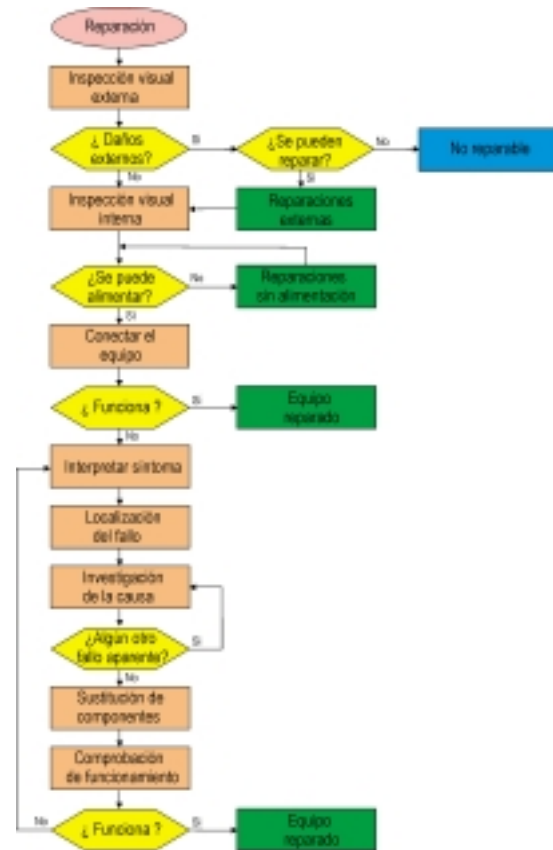 Reparación
Inspección visual
externa
¿ Daños
externos?
Si
¿Se pueden
reparar?
No
No reparable
No
Si
Inspección visual
interna
Reparaciones
externas
¿Se puede
alimentar?
No
Reparaciones
sin alimentación
Si
Conectar el
equipo
¿ Funciona ?
Si
Equipo
reparado
No
Interpretar síntoma
Localización
del fallo
Investigación
de la causa
¿Algún otro
fallo aparente?
Si
No
Sustitución de
componentes
Comprobación
de funcionamiento
No
¿ Funciona ?
Si
Equipo
reparado